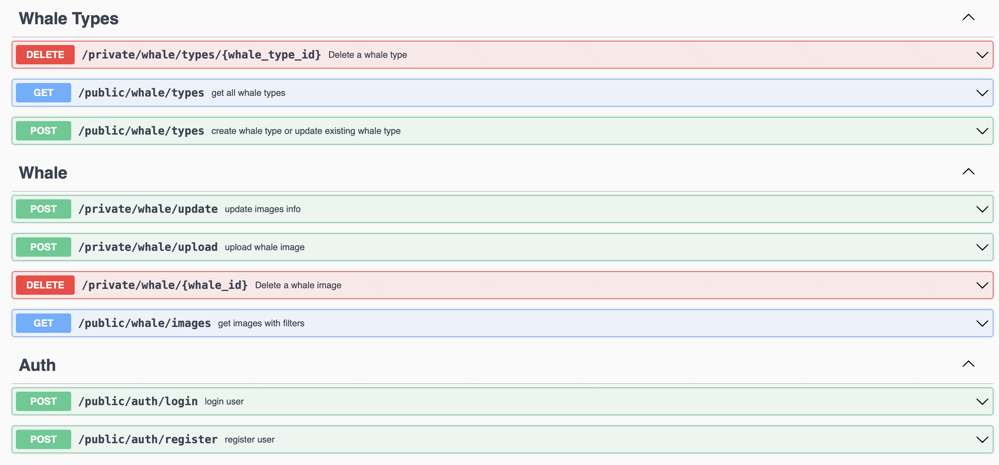 Whale Types
DELETE /private/whale/types/{whale_type_id} Delete a whale type
GET /public/whale/types get all whale types
POST /public/whale/types create whale type or update existing whale type
Whale
POST /private/whale/update update images info
POST /private/whale/upload upload whale image
DELETE /private/whale/{whale_id} Delete a whale image
GET /public/whale/images get images with filters
Auth
POST /public/auth/login login user
POST /public/auth/register register user